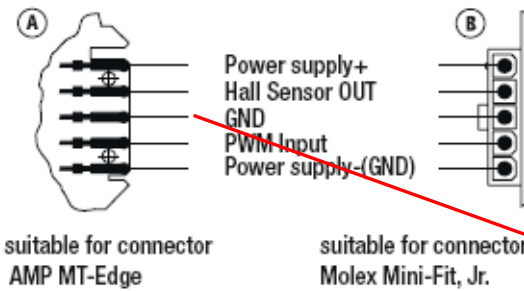 A
B
Power supply+
Hall Sensor OUT
GND
PWM Input
Power supply-(GND)
suitable for connector
AMP MT-Edge
suitable for connector
Molex Mini-Fit, Jr.